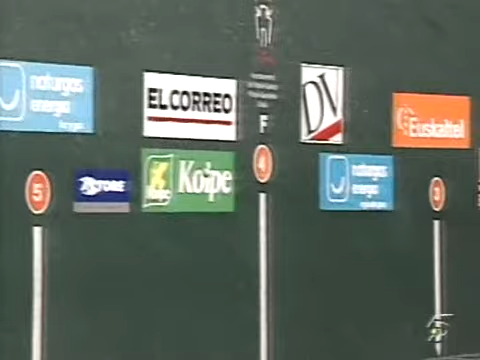 naturgas
energia
EL CORREO
DV
F
Euskaltel
5
Koipe
4
naturgas
energia
3